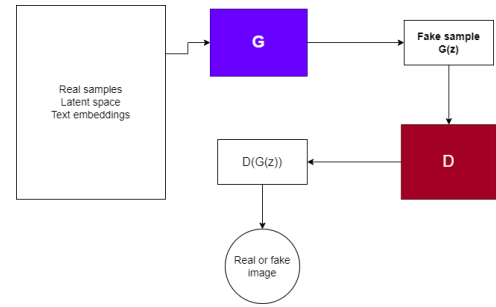 Real samples
Latent space
Text embeddings
G
Fake sample
G(z)
D
D(G(z))
Real or fake
image